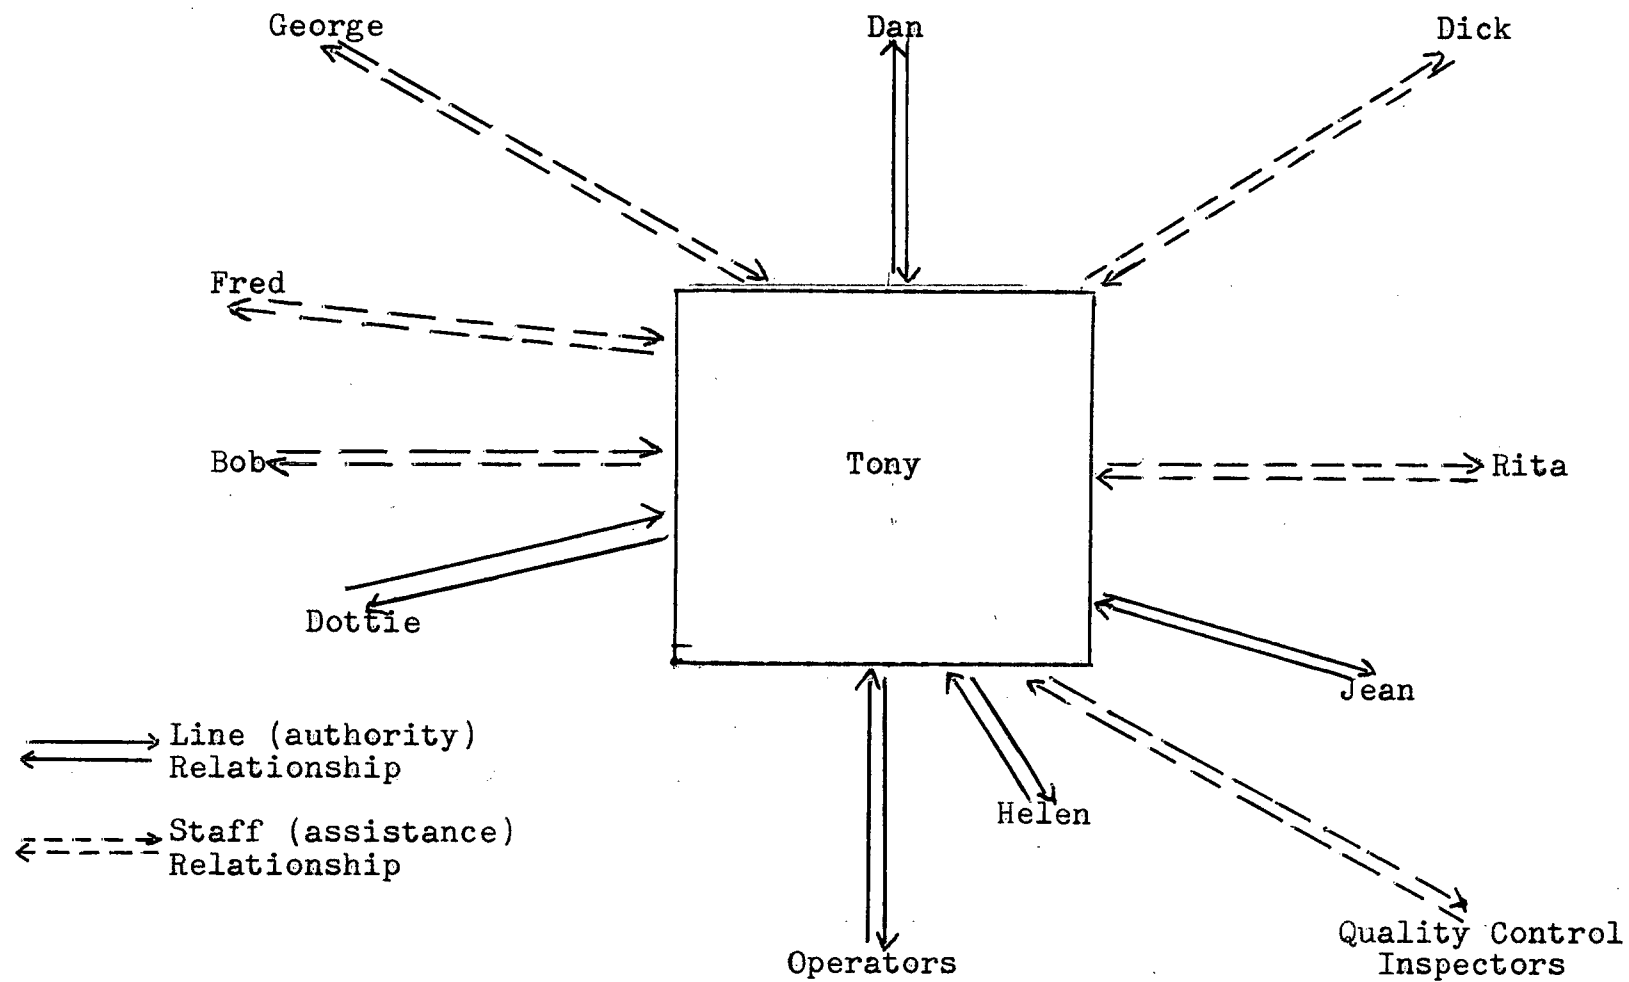 George
Dan
Dick
Fred
Bob
Tony
Rita
Dottie
Jean
Line (authority)
Relationship
Helen
Staff (assistance)
Relationship
Operators
Quality Control
Inspectors